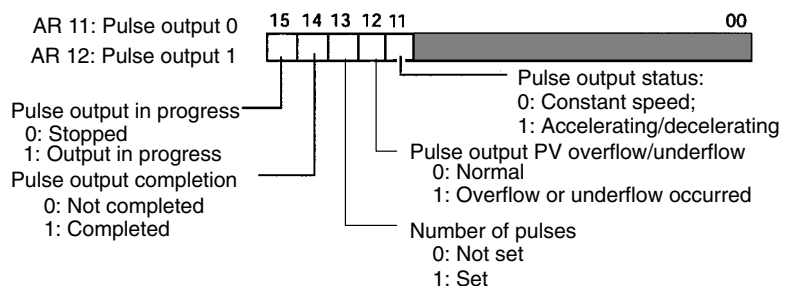 AR 11: Pulse output 0
AR 12: Pulse output 1
15 14 13 12 11 00
Pulse output status:
0: Constant speed;
1: Accelerating/decelerating
Pulse output in progress
0: Stopped
1: Output in progress
Pulse output PV overflow/underflow
0: Normal
1: Overflow or underflow occurred
Pulse output completion
0: Not completed
1: Completed
Number of pulses
0: Not set
1: Set